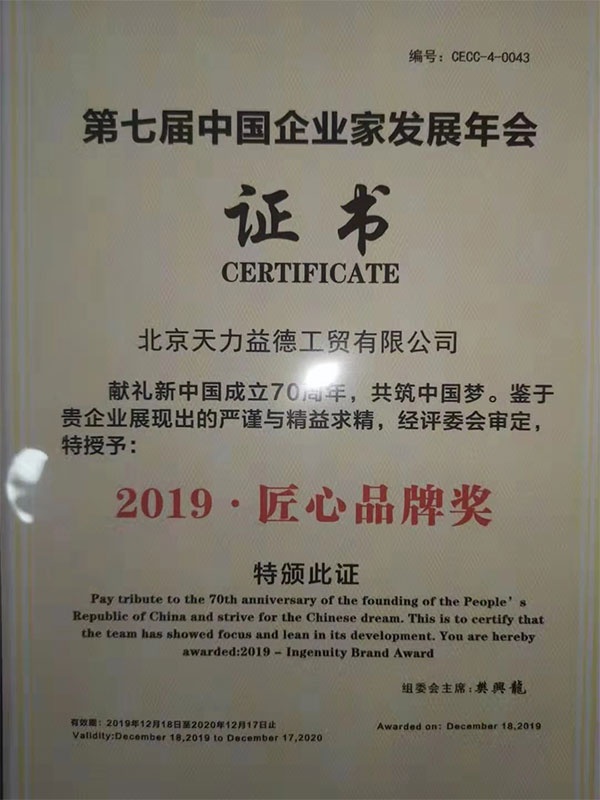 编号：CECC-4-0043
第七届中国企业家发展年会
证书
CERTIFICATE
北京天力益德工贸有限公司
献礼新中国成立70周年，共筑中国梦。鉴于
贵企业展现出的严谨与精益求精，经评委会审定，
特授予：
2019·匠心品牌奖
特颁此证
Pay tribute to the 70th anniversary of the founding of the People's
Republic of China and strive for the Chinese dream. This is to certify that
the team has showed focus and lean in its development. You are hereby
awarded:2019 - Ingenuity Brand Award
组委会主席：樊興龍
有效期：2019年12月18日至2020年12月17日止
Validity:December 18,2019 to December 17,2020
Awarded on: December 18,2019